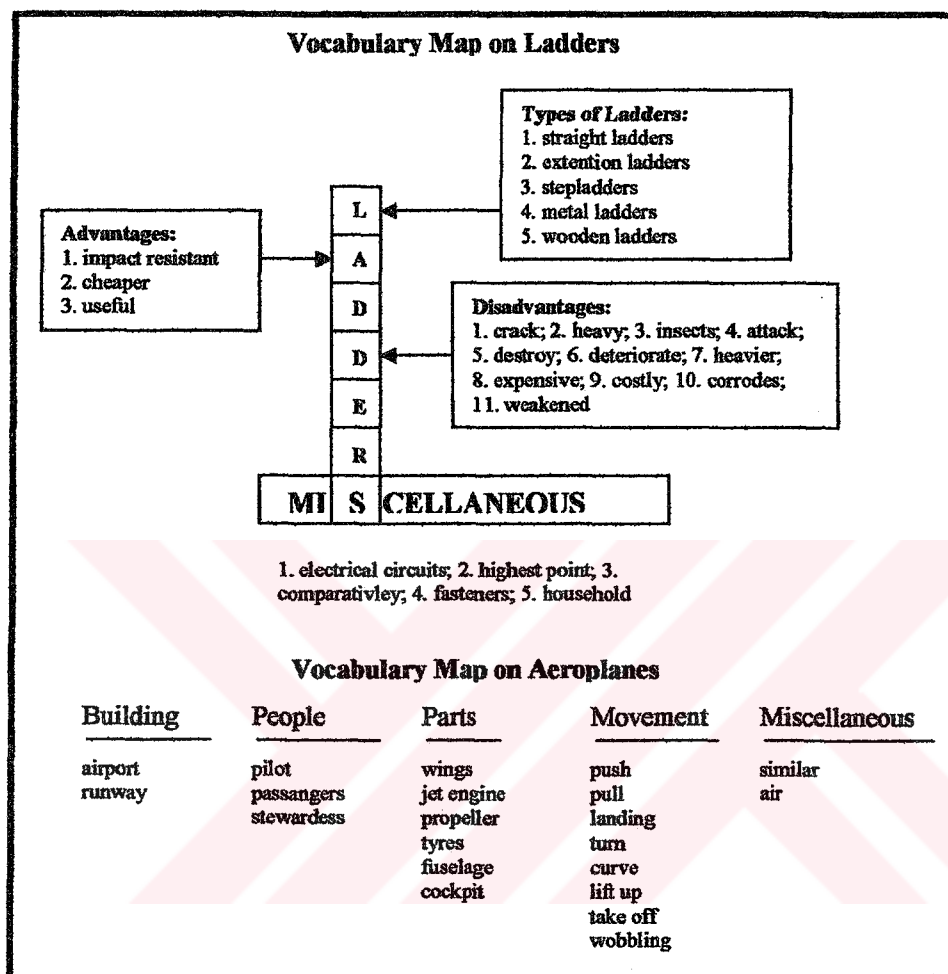 Vocabulary Map on Ladders
Types of Ladders:
1. straight ladders
2. extention ladders
3. stepladders
4. metal ladders
5. wooden ladders
Advantages:
1. impact resistant
2. cheaper
3. useful
L
A
D
D
E
R
Disadvantages:
1. crack; 2. heavy; 3. insects; 4. attack;
5. destroy; 6. deteriorate; 7. heavier;
8. expensive; 9. costly; 10. corrodes;
11. weakened
MISCELLANEOUS
1. electrical circuits; 2. highest point; 3.
comparativley; 4. fasteners; 5. household
Vocabulary Map on Aeroplanes
Building People Parts Movement Miscellaneous
airport pilot wings push similar
runway passangers jet engine pull air
stewardess propeller landing
tyres turn
fuselage curve
cockpit lift up
take off
wobbling